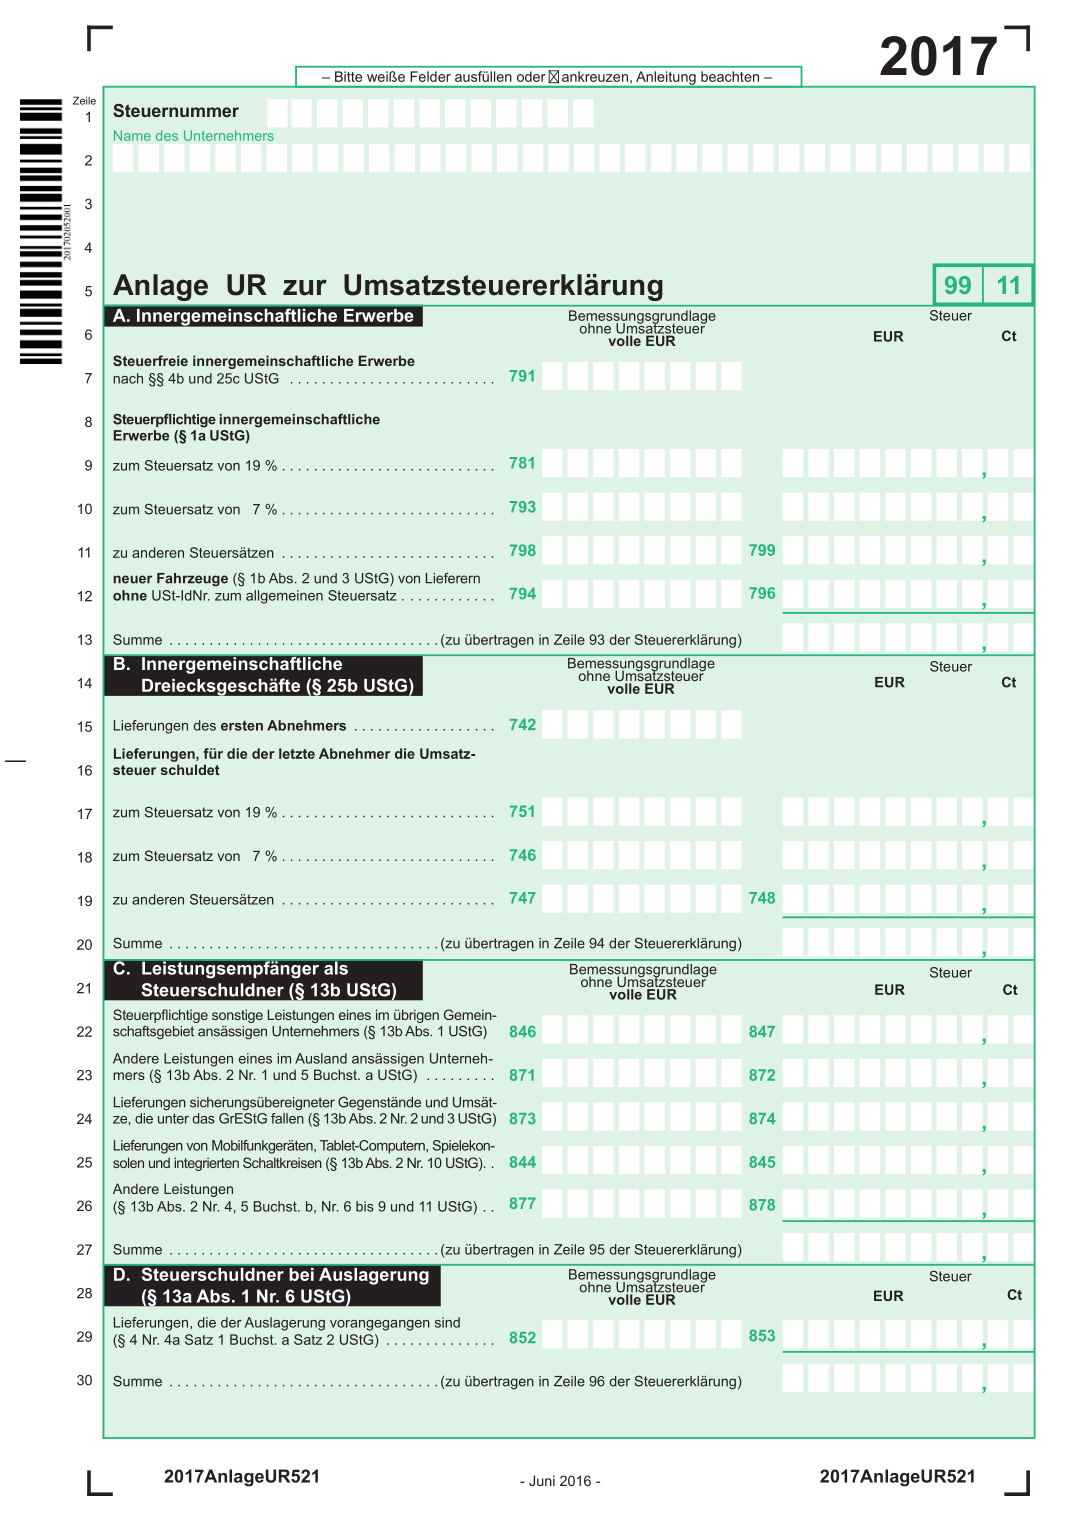 2017
– Bitte weiße Felder ausfüllen oder ☒ ankreuzen, Anleitung beachten –
Zeile
1 Steuernummer
Name des Unternehmers
2
3
201702052001
4
5 Anlage UR zur Umsatzsteuererklärung 99 11
A. Innergemeinschaftliche Erwerbe Bemessungsgrundlage Steuer
6 ohne Umsatzsteuer EUR Ct
volle EUR
Steuerfreie innergemeinschaftliche Erwerbe
7 nach §§ 4b und 25c UStG . . . . . . . . . . . . . . . . . . . . . . . . . . 791
8 Steuerpflichtige innergemeinschaftliche
Erwerbe (§ 1a UStG)
9 zum Steuersatz von 19 % . . . . . . . . . . . . . . . . . . . . . . . . . . . 781 ,
10 zum Steuersatz von 7 % . . . . . . . . . . . . . . . . . . . . . . . . . . . 793 ,
11 zu anderen Steuersätzen . . . . . . . . . . . . . . . . . . . . . . . . . . . 798 799 ,
neuer Fahrzeuge (§ 1b Abs. 2 und 3 UStG) von Lieferern
12 ohne USt-IdNr. zum allgemeinen Steuersatz . . . . . . . . . . . . 794 796 ,
13 Summe . . . . . . . . . . . . . . . . . . . . . . . . . . . . . . . . . . (zu übertragen in Zeile 93 der Steuererklärung) ,
B. Innergemeinschaftliche Bemessungsgrundlage Steuer
14 Dreiecksgeschäfte (§ 25b UStG) ohne Umsatzsteuer EUR Ct
volle EUR
15 Lieferungen des ersten Abnehmers . . . . . . . . . . . . . . . . . . 742
Lieferungen, für die der letzte Abnehmer die Umsatz-
16 steuer schuldet
17 zum Steuersatz von 19 % . . . . . . . . . . . . . . . . . . . . . . . . . . . 751 ,
18 zum Steuersatz von 7 % . . . . . . . . . . . . . . . . . . . . . . . . . . . 746 ,
19 zu anderen Steuersätzen . . . . . . . . . . . . . . . . . . . . . . . . . . . 747 748 ,
20 Summe . . . . . . . . . . . . . . . . . . . . . . . . . . . . . . . . . . (zu übertragen in Zeile 94 der Steuererklärung) ,
C. Leistungsempfänger als Bemessungsgrundlage Steuer
21 Steuerschuldner (§ 13b UStG) ohne Umsatzsteuer EUR Ct
volle EUR
Steuerpflichtige sonstige Leistungen eines im übrigen Gemein-
22 schaftsgebiet ansässigen Unternehmers (§ 13b Abs. 1 UStG) 846 847 ,
Andere Leistungen eines im Ausland ansässigen Unterneh-
23 mers (§ 13b Abs. 2 Nr. 1 und 5 Buchst. a UStG) . . . . . . . . . 871 872 ,
Lieferungen sicherungsübereigneter Gegenstände und Umsät-
24 ze, die unter das GrEStG fallen (§ 13b Abs. 2 Nr. 2 und 3 UStG) 873 874 ,
Lieferungen von Mobilfunkgeräten, Tablet-Computern, Spielekon-
25 solen und integrierten Schaltkreisen (§ 13b Abs. 2 Nr. 10 UStG). . 844 845 ,
Andere Leistungen
26 (§ 13b Abs. 2 Nr. 4, 5 Buchst. b, Nr. 6 bis 9 und 11 UStG) . . 877 878 ,
27 Summe . . . . . . . . . . . . . . . . . . . . . . . . . . . . . . . . . . (zu übertragen in Zeile 95 der Steuererklärung) ,
D. Steuerschuldner bei Auslagerung Bemessungsgrundlage Steuer
28 (§ 13a Abs. 1 Nr. 6 UStG) ohne Umsatzsteuer EUR Ct
volle EUR
Lieferungen, die der Auslagerung vorangegangen sind
29 (§ 4 Nr. 4a Satz 1 Buchst. a Satz 2 UStG) . . . . . . . . . . . . . . 852 853 ,
30 Summe . . . . . . . . . . . . . . . . . . . . . . . . . . . . . . . . . . (zu übertragen in Zeile 96 der Steuererklärung) ,
2017AnlageUR521 - Juni 2016 - 2017AnlageUR521